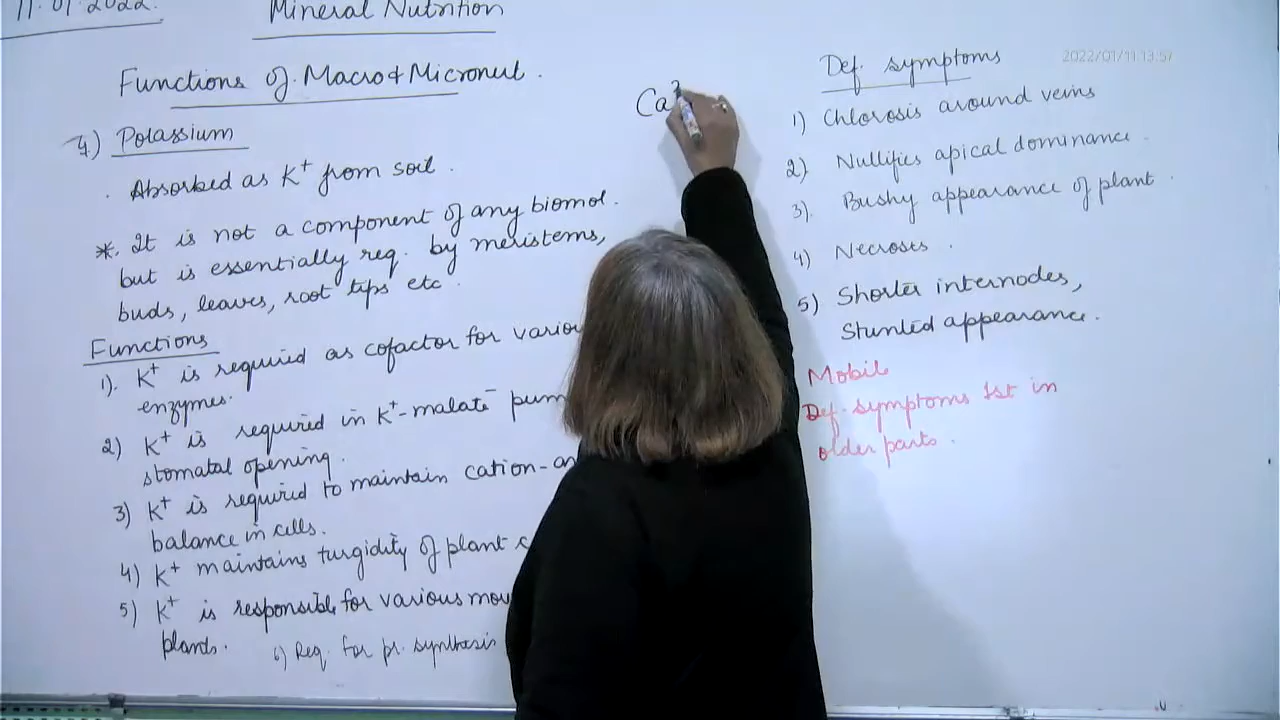 11.01.2022.
Mineral Nutrition
Functions of Macro & Micronut.
4) Potassium
. Absorbed as K+ from soil.
*. It is not a component of any biomol.
but is essentially req. by meristems,
buds, leaves, root tips etc.
Functions
1). K+ is required as cofactor for variou
enzymes.
2) K+ is required in K+-malate pum
stomatal opening.
3) K+ is required to maintain cation-an
balance in cells.
4) K+ maintains turgidity of plant c
5) K+ is responsible for various mov
plants.
6) Req. for pr. synthesis
Ca2
2022/01/11 13:57
Def. symptoms
1) Chlorosis around veins
2) Nullifies apical dominance.
3). Bushy appearance of plant.
4) Necrosis.
5) Shorter internodes,
Stunted appearance.
Mobile
Def. symptoms 1st in
older parts.